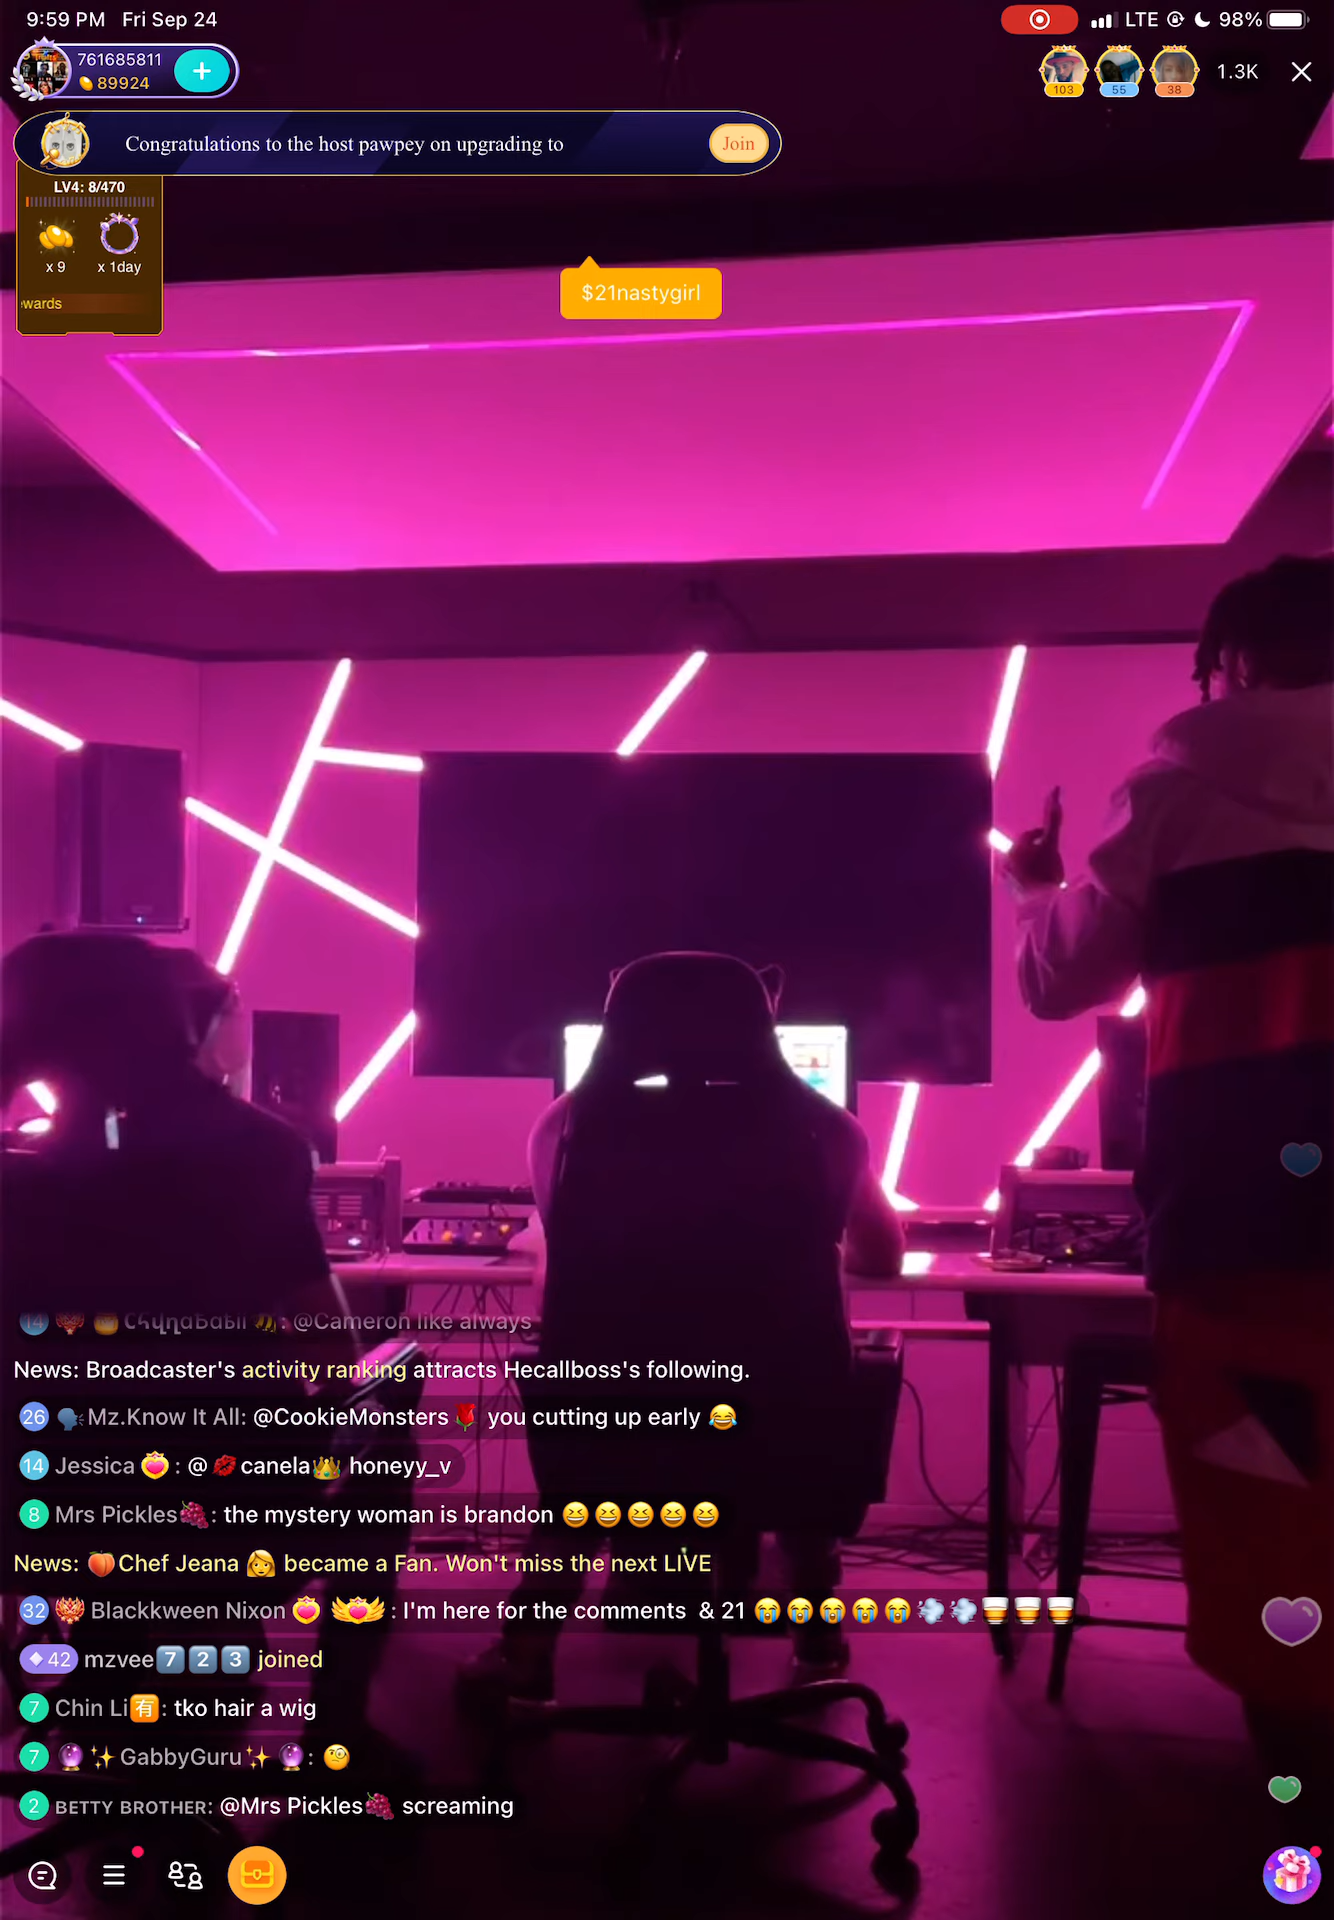 9:59 PM Fri Sep 24
LTE 98%
761685811
89924
103
55
38
1.3K
Congratulations to the host pawpey on upgrading to
Join
LV4: 8/470
x 9
x 1day
wards
$21nastygirl
14 : @Cameron like always
News: Broadcaster's activity ranking attracts Hecallboss's following.
26 🗣Mz.Know It All: @CookieMonsters🌹 you cutting up early 😂
14 Jessica : @💋canela👑 honeyy_v
8 Mrs Pickles🍇: the mystery woman is brandon 😆😆😆😆😆
News: 🍑Chef Jeana 👩 became a Fan. Won't miss the next LIVE
32 Blackkween Nixon : I'm here for the comments & 21 😭😭😭😭😭💨💨🥃🥃🥃
42 mzvee7️⃣2️⃣3️⃣ joined
7 Chin Li🈶: tko hair a wig
7 🔮✨GabbyGuru✨🔮: 🧐
2 BETTY BROTHER: @Mrs Pickles🍇 screaming